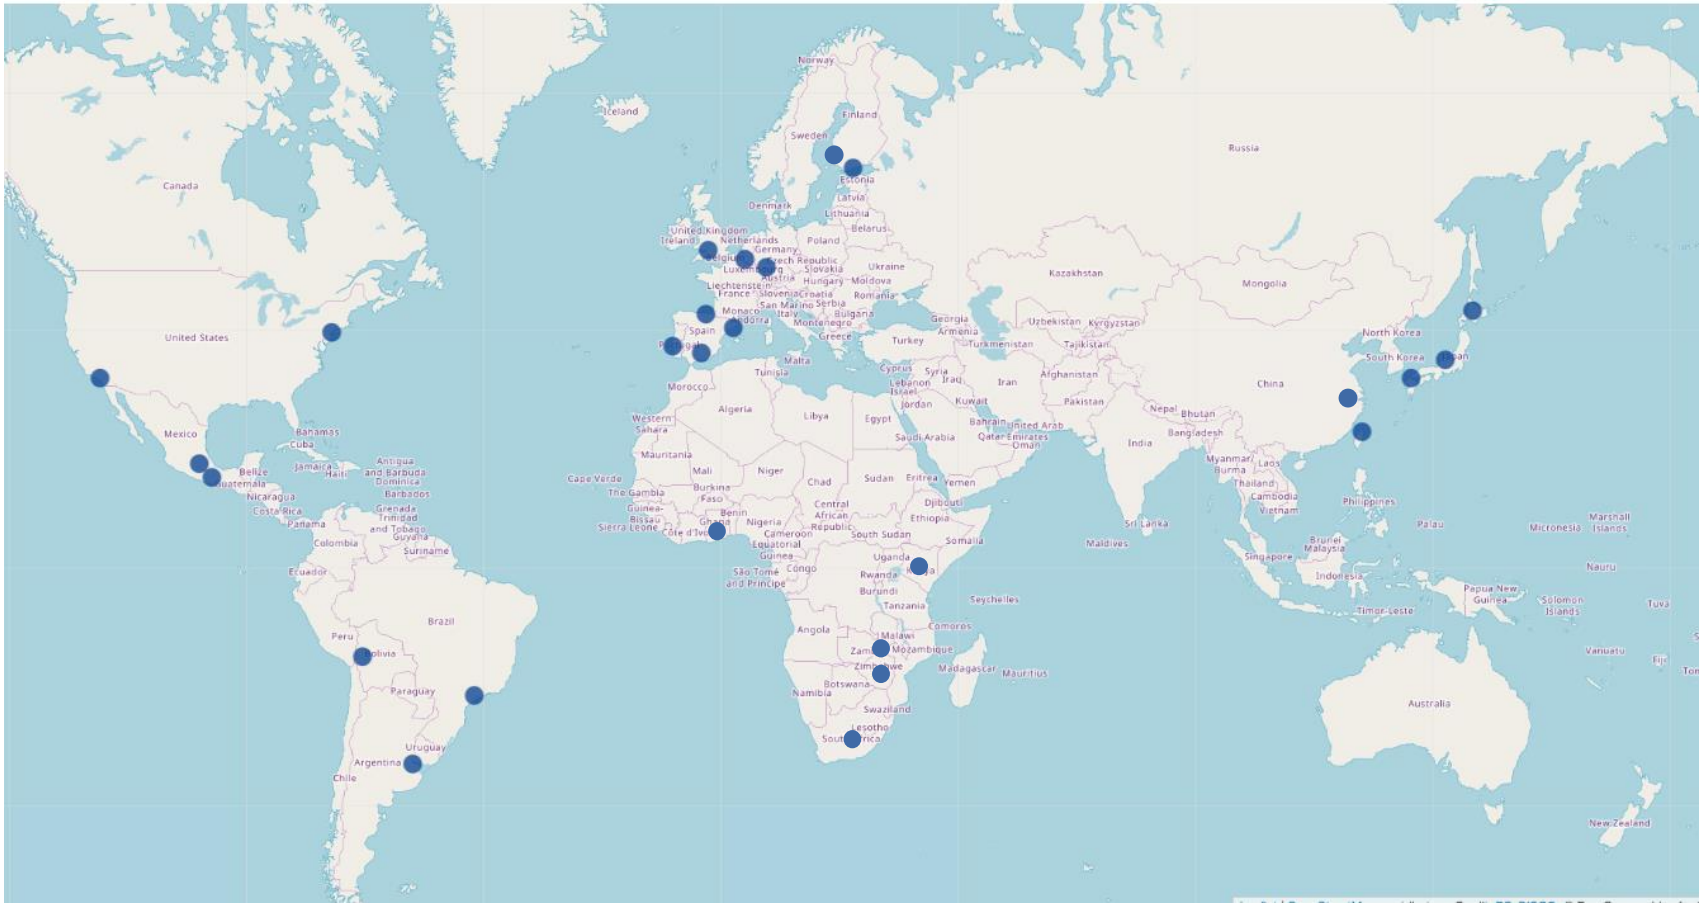 Norway
Iceland
Finland
Sweden
Russia
Canada
Estonia
Latvia
Denmark
Lithuania
Belarus
United Kingdom
Ireland
Netherlands
Poland
Germany
Czech Republic
Slovakia
Ukraine
Austria
Kazakhstan
Liechtenstein
Hungary
Moldova
Mongolia
France
Slovenia
Croatia
Romania
San Marino
Serbia
Monaco
Italy
Bulgaria
Georgia
Uzbekistan
Kyrgyzstan
Montenegro
Spain
Armenia
North Korea
United States
Greece
Turkey
Turkmenistan
Tajikistan
South Korea
Malta
Tunisia
Cyprus
Syria
Afghanistan
Lebanon
Iraq
Iran
China
Morocco
Israel
Jordan
Kuwait
Pakistan
Algeria
Libya
Egypt
Nepal
Bhutan
Western
Sahara
Bahrain
United Arab
Mexico
Bahamas
Cuba
Saudi Arabia
Qatar
Emirates
Oman
Bangladesh
India
Mauritania
Myanmar/
Burma
Laos
Antigua
and Barbuda
Dominica
Jamaica
Haiti
Belize
Mali
Niger
Chad
Sudan
Eritrea
Yemen
Thailand
Cape Verde
The Gambia
Burkina
Faso
Cambodia
Vietnam
Philippines
Nicaragua
Barbados
Djibouti
Costa Rica
Grenada
Trinidad
and Tobago
Guinea-
Bissau
Benin
Central
African
Republic
Ethiopia
Panama
Sierra Leone
Nigeria
Sri Lanka
Palau
Micronesia
Marshall
Islands
Guyana
Cameroon
South Sudan
Somalia
Maldives
Colombia
Suriname
Equatorial
Guinea
Uganda
Brunei
Malaysia
Singapore
Ecuador
São Tomé
and Príncipe
Congo
Rwanda
Indonesia
Nauru
Burundi
Papua New
Guinea
Seychelles
Tanzania
Solomon
Islands
Timor-Leste
Brazil
Peru
Angola
Malawi
Comoros
Mozambique
Vanuatu
Fiji
Madagascar
Mauritius
Botswana
Paraguay
Namibia
Australia
Swaziland
Lesotho
Uruguay
Argentina
Chile
New Zealand